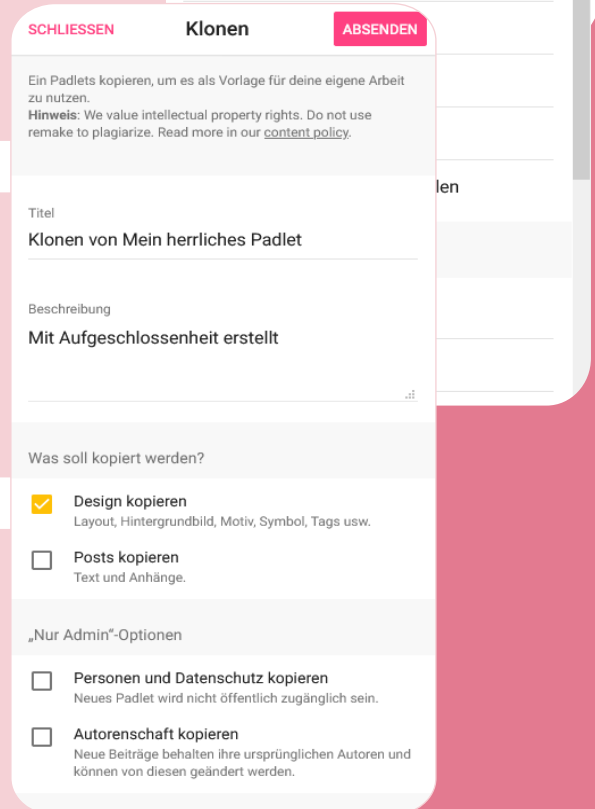 SCHLIESSEN Klonen ABSENDEN
Ein Padlets kopieren, um es als Vorlage für deine eigene Arbeit
zu nutzen.
Hinweis: We value intellectual property rights. Do not use
remake to plagiarize. Read more in our content policy.
len
Titel
Klonen von Mein herrliches Padlet
Beschreibung
Mit Aufgeschlossenheit erstellt
Was soll kopiert werden?
Design kopieren
Layout, Hintergrundbild, Motiv, Symbol, Tags usw.
Posts kopieren
Text und Anhänge.
„Nur Admin“-Optionen
Personen und Datenschutz kopieren
Neues Padlet wird nicht öffentlich zugänglich sein.
Autorenschaft kopieren
Neue Beiträge behalten ihre ursprünglichen Autoren und
können von diesen geändert werden.